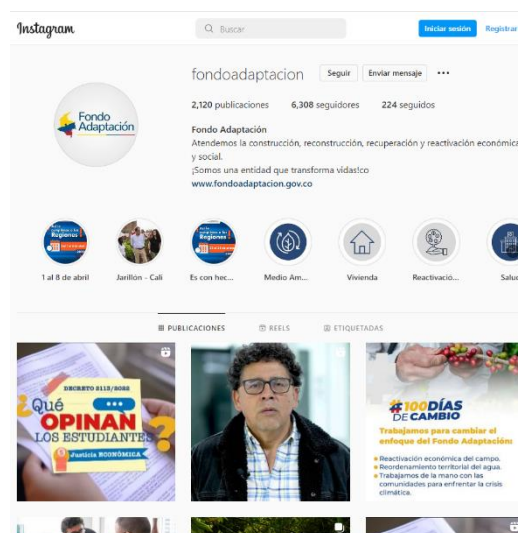 Instagram
Buscar
Iniciar sesión
Registrar
fondoadaptacion
Seguir
Enviar mensaje
2,120 publicaciones 6,308 seguidores 224 seguidos
Fondo Adaptación
Atendemos la construcción, reconstrucción, recuperación y reactivación económica
y social.
¡Somos una entidad que transforma vidas!co
www.fondoadaptacion.gov.co
Fondo
Adaptación
Regiones
Regiones
1 al 8 de abril
Jarillón - Cali
Es con hec...
Medio Am...
Vivienda
Reactivació...
Salud
PUBLICACIONES
REELS
ETIQUETADAS
DECRETO 2113/2022
¿Qué
OPINAN
LOS ESTUDIANTES?
Justicia ECONÓMICA
#100DÍAS
DE CAMBIO
Trabajamos para cambiar el
enfoque del Fondo Adaptación:
Reactivación económica del campo.
Reordenamiento territorial del agua.
Trabajamos de la mano con las
comunidades para enfrentar la crisis
climática.